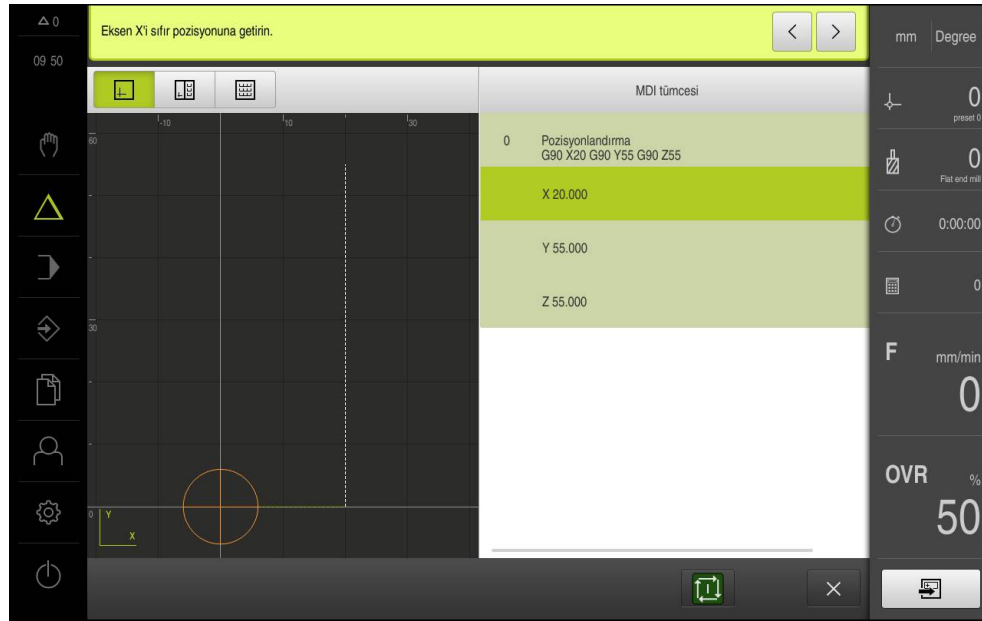 0
Eksen X'i sıfır pozisyonuna getirin.
mm
Degree
09 50
MDI tümcesi
0
preset 0
-10
10
30
60
0
Pozisyonlandırma
G90 X20 G90 Y55 G90 Z55
0
Flat end mill
X 20.000
0:00:00
Y 55.000
0
Z 55.000
30
F
mm/min
0
OVR
%
50
0
Y
X